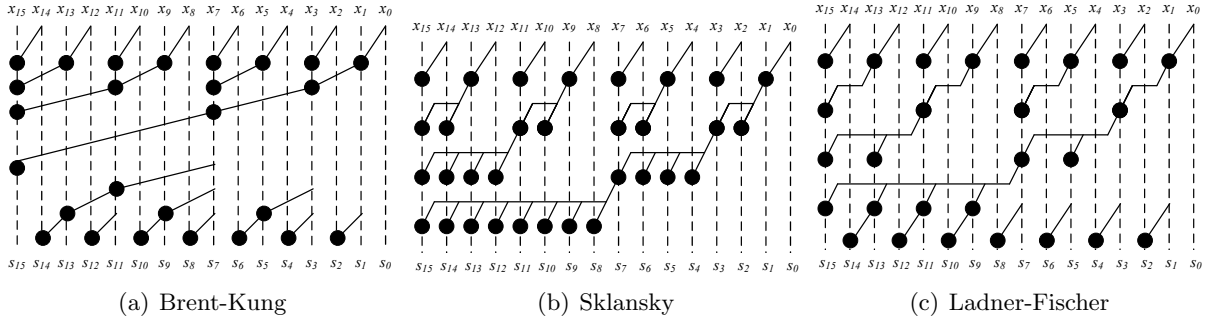 x15 x14 x13 x12 x11 x10 x9 x8 x7 x6 x5 x4 x3 x2 x1 x0
s15 s14 s13 s12 s11 s10 s9 s8 s7 s6 s5 s4 s3 s2 s1 s0
(a) Brent-Kung
x15 x14 x13 x12 x11 x10 x9 x8 x7 x6 x5 x4 x3 x2 x1 x0
s15 s14 s13 s12 s11 s10 s9 s8 s7 s6 s5 s4 s3 s2 s1 s0
(b) Sklansky
x15 x14 x13 x12 x11 x10 x9 x8 x7 x6 x5 x4 x3 x2 x1 x0
s15 s14 s13 s12 s11 s10 s9 s8 s7 s6 s5 s4 s3 s2 s1 s0
(c) Ladner-Fischer